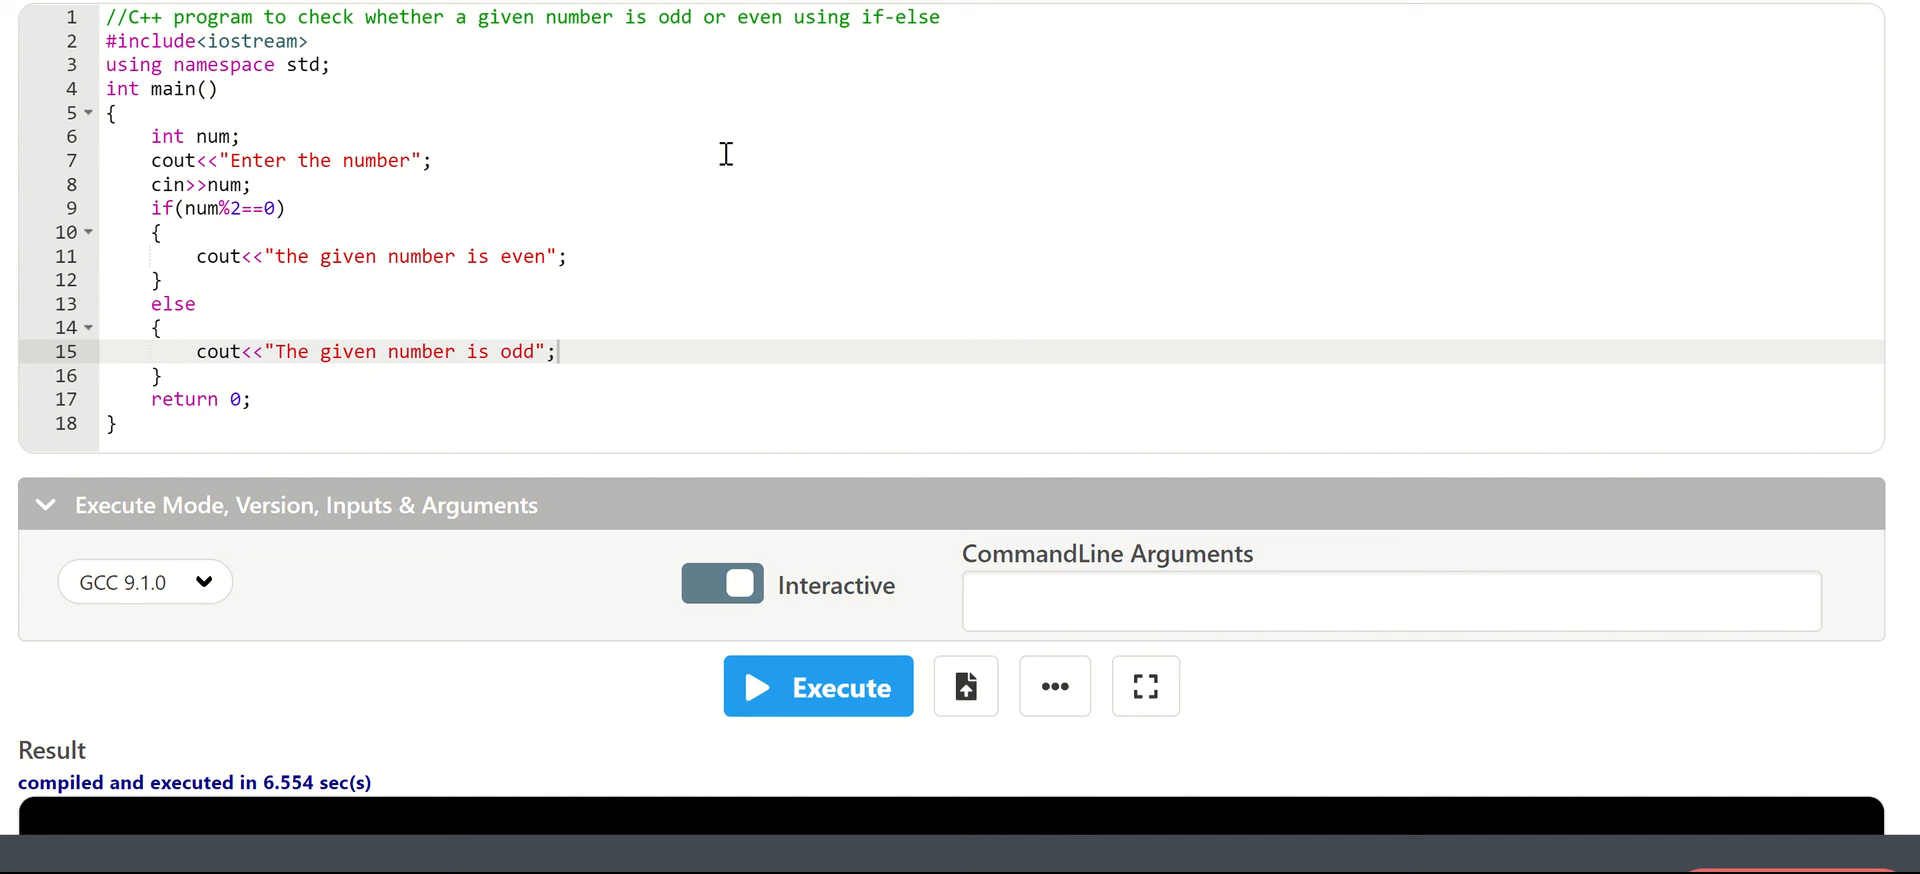 1 //C++ program to check whether a given number is odd or even using if-else
2 #include<iostream>
3 using namespace std;
4 int main()
5 {
6     int num;
7     cout<<"Enter the number";
8     cin>>num;
9     if(num%2==0)
10     {
11         cout<<"the given number is even";
12     }
13     else
14     {
15         cout<<"The given number is odd";
16     }
17     return 0;
18 }
Execute Mode, Version, Inputs & Arguments
CommandLine Arguments
GCC 9.1.0
Interactive
Execute
Result
compiled and executed in 6.554 sec(s)